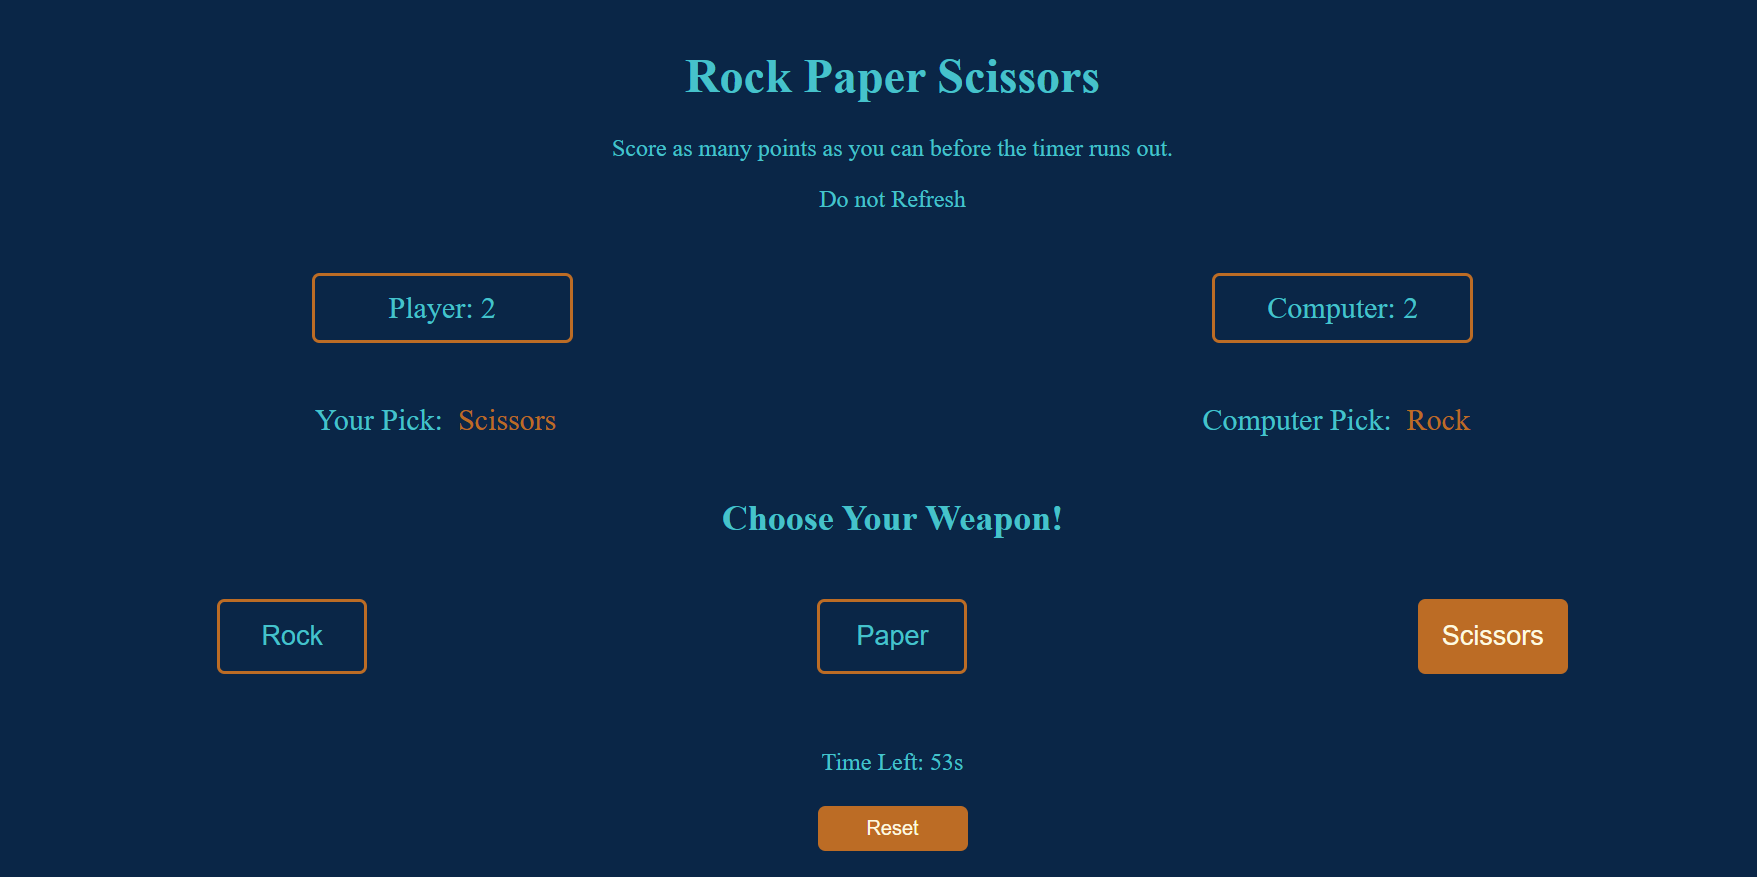 Rock Paper Scissors
Score as many points as you can before the timer runs out.
Do not Refresh
Player: 2
Computer: 2
Your Pick: Scissors
Computer Pick: Rock
Choose Your Weapon!
Rock
Paper
Scissors
Time Left: 53s
Reset